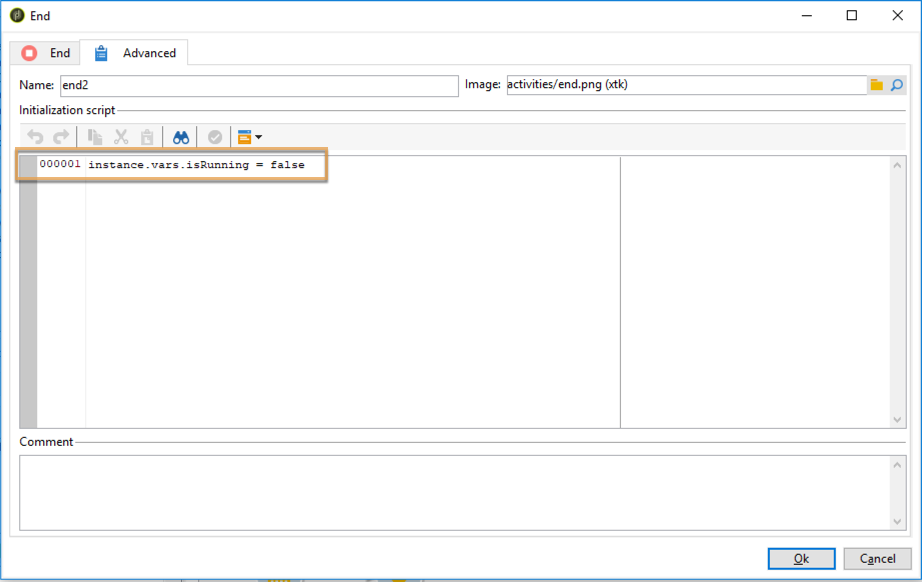 End
End Advanced
Name: end2 Image: activities/end.png (xtk)
Initialization script
000001 instance.vars.isRunning = false
Comment
Ok Cancel